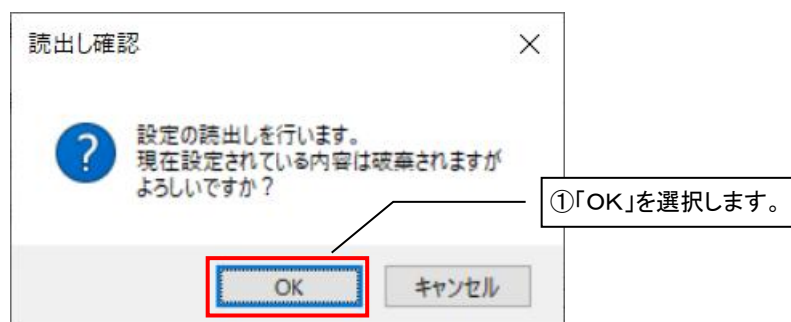 読出し確認
設定の読出しを行います。
現在設定されている内容は破棄されますが
よろしいですか？
①「OK」を選択します。
OK
キャンセル